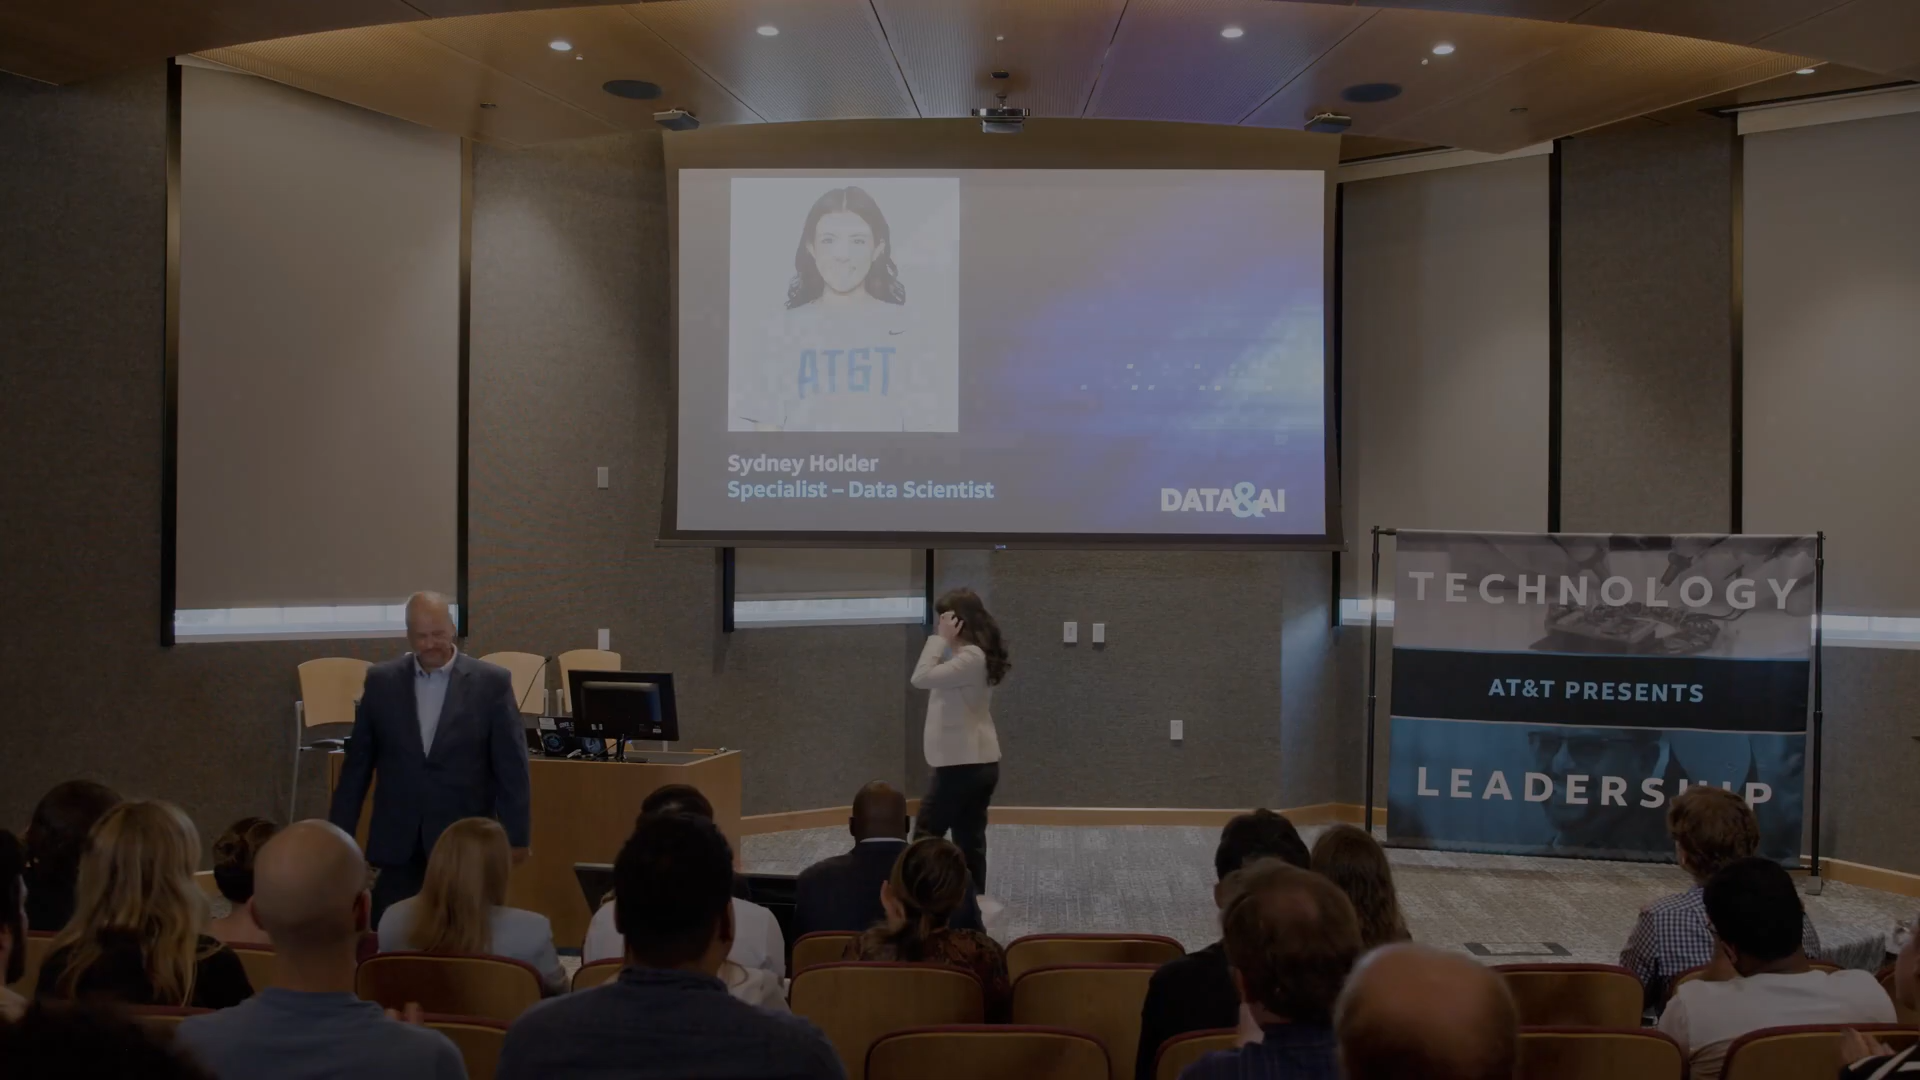 AT&T
Sydney Holder
Specialist – Data Scientist
DATA&AI
TECHNOLOGY
AT&T PRESENTS
LEADERSHIP